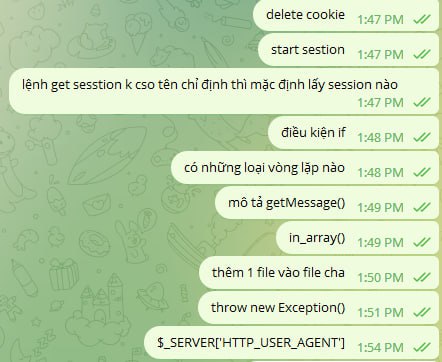 delete cookie
1:47 PM
start sestion
1:47 PM
lệnh get sesstion k cso tên chỉ định thì mặc định lấy session nào
1:47 PM
điều kiện if
1:48 PM
có những loại vòng lặp nào
1:48 PM
mô tả getMessage()
1:49 PM
in_array()
1:49 PM
thêm 1 file vào file cha
1:50 PM
throw new Exception()
1:51 PM
$_SERVER['HTTP_USER_AGENT']
1:54 PM